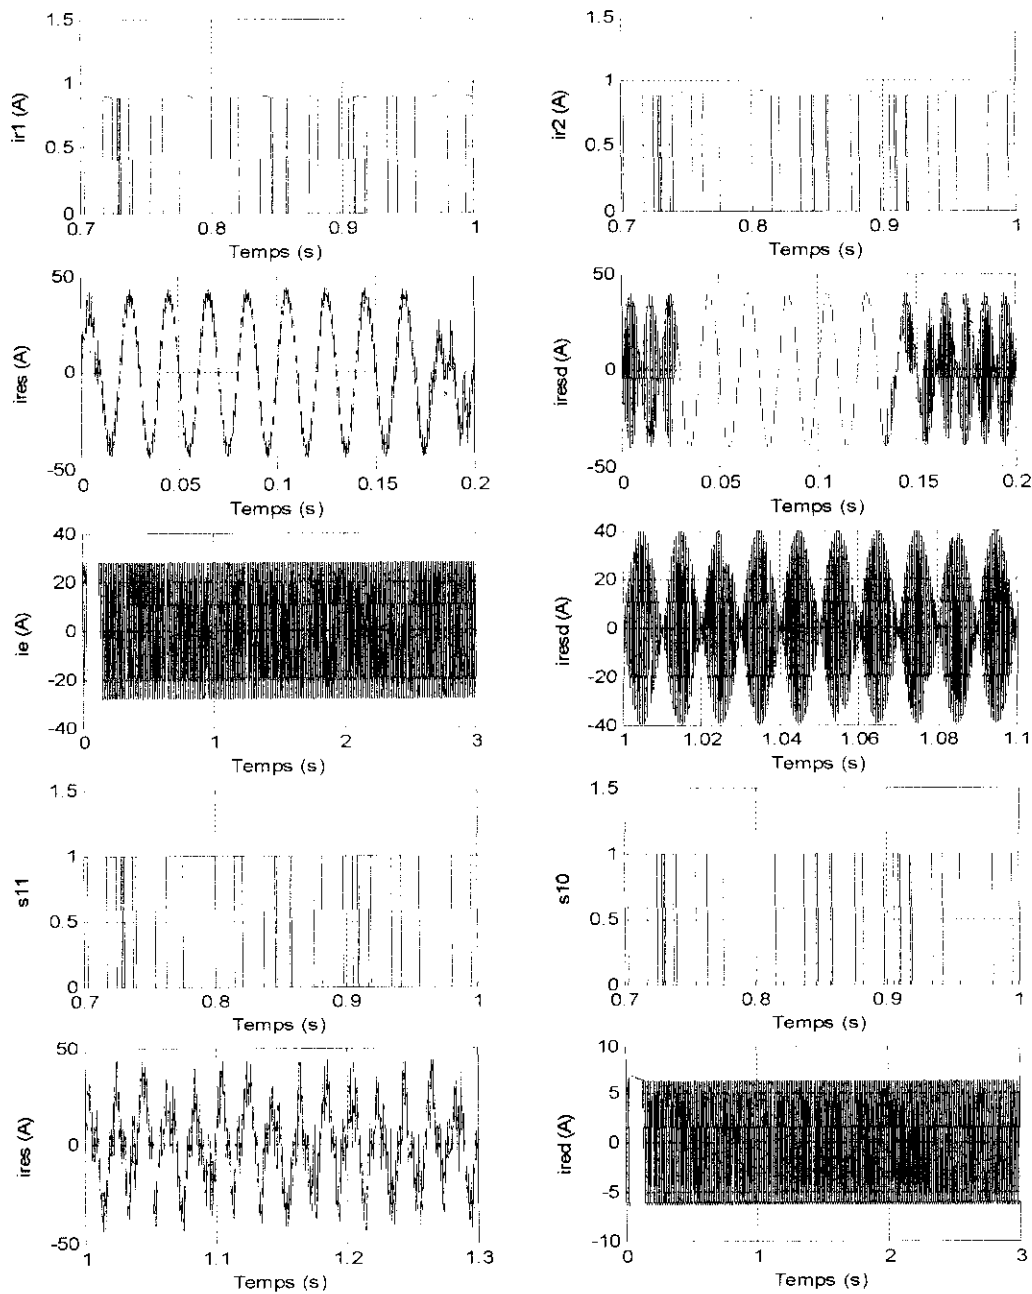 1.5
1
0.5
0
ir1 (A)
0.7 0.8 0.9 1
Temps (s)
1.5
1
0.5
0
ir2 (A)
0.7 0.8 0.9 1
Temps (s)
50
0
-50
ires (A)
0 0.05 0.1 0.15 0.2
Temps (s)
50
0
-50
iresd (A)
0 0.05 0.1 0.15 0.2
Temps (s)
40
20
0
-20
-40
ie (A)
0 1 2 3
Temps (s)
40
20
0
-20
-40
iresd (A)
1 1.02 1.04 1.06 1.08 1.1
Temps (s)
1.5
1
0.5
0
s11
0.7 0.8 0.9 1
Temps (s)
1.5
1
0.5
0
s10
0.7 0.8 0.9 1
Temps (s)
50
0
-50
ires (A)
1 1.1 1.2 1.3
Temps (s)
10
5
0
-5
-10
ired (A)
0 1 2 3
Temps (s)